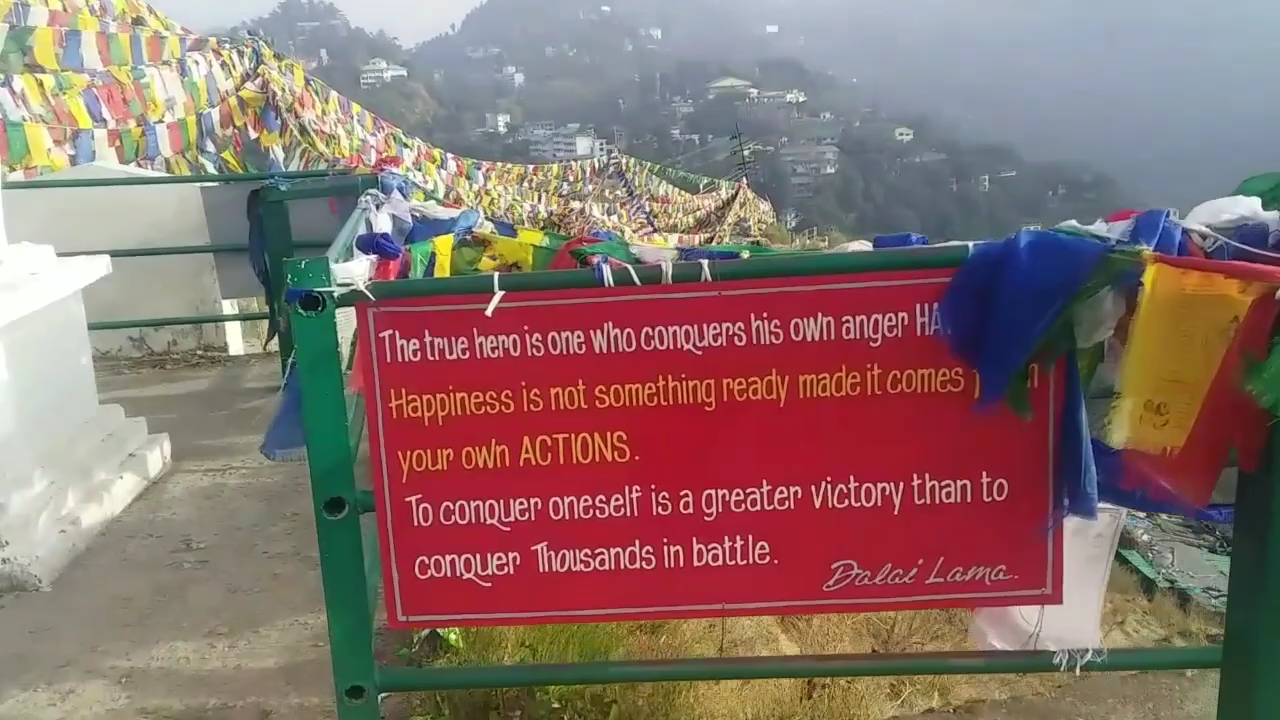 The true hero is one who conquers his own anger HA
Happiness is not something ready made it comes
your own ACTIONS.
To conquer oneself is a greater victory than to
conquer Thousands in battle.
Dalai Lama.